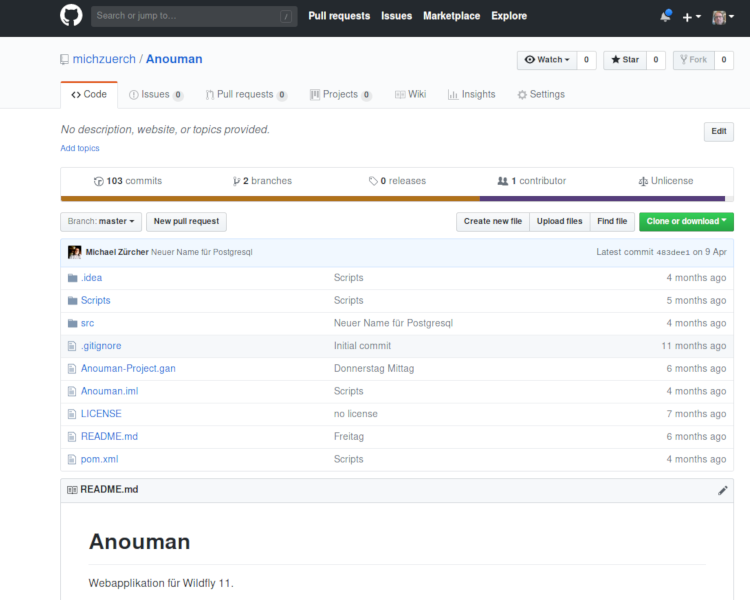 Search or jump to... /
Pull requests Issues Marketplace Explore
michzuerch / Anouman
Watch 0 Star 0 Fork 0
Code Issues 0 Pull requests 0 Projects 0 Wiki Insights Settings
No description, website, or topics provided.
Edit
Add topics
103 commits 2 branches 0 releases 1 contributor Unlicense
Branch: master New pull request Create new file Upload files Find file Clone or download
Michael Zürcher Neuer Name für Postgresql Latest commit 483dee1 on 9 Apr
.idea Scripts 4 months ago
Scripts Scripts 5 months ago
src Neuer Name für Postgresql 4 months ago
.gitignore Initial commit 11 months ago
Anouman-Project.gan Donnerstag Mittag 6 months ago
Anouman.iml Scripts 4 months ago
LICENSE no license 7 months ago
README.md Freitag 6 months ago
pom.xml Scripts 4 months ago
README.md
Anouman
Webapplikation für Wildfly 11.